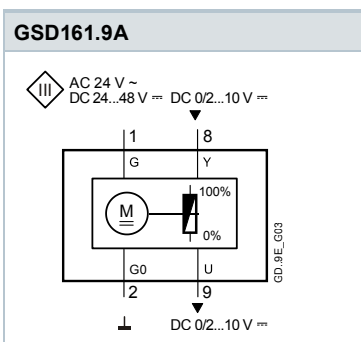 GSD161.9A
III
AC 24 V ~
DC 24...48 V ⎓ DC 0/2...10 V ⎓
1 8
G Y
100%
M
0%
G0 U
2 9
DC 0/2...10 V ⎓
GD..9E_G03